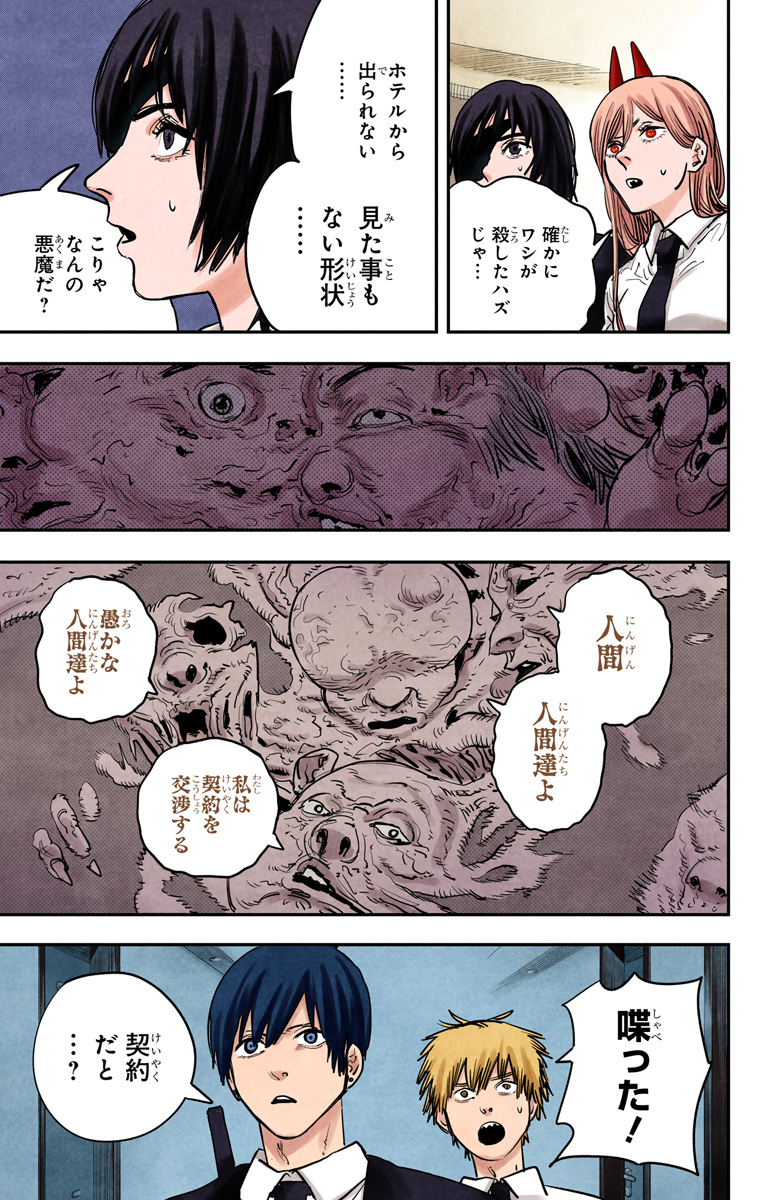 確かに
ワシが
殺したハズ
じゃ…
ホテルから
出られない
……
見た事も
ない形状
……
こりゃ
なんの
悪魔だ?
人間
人間達よ
愚かな
人間達よ
私は
契約を
交渉する
喋った!
契約
だと
…?